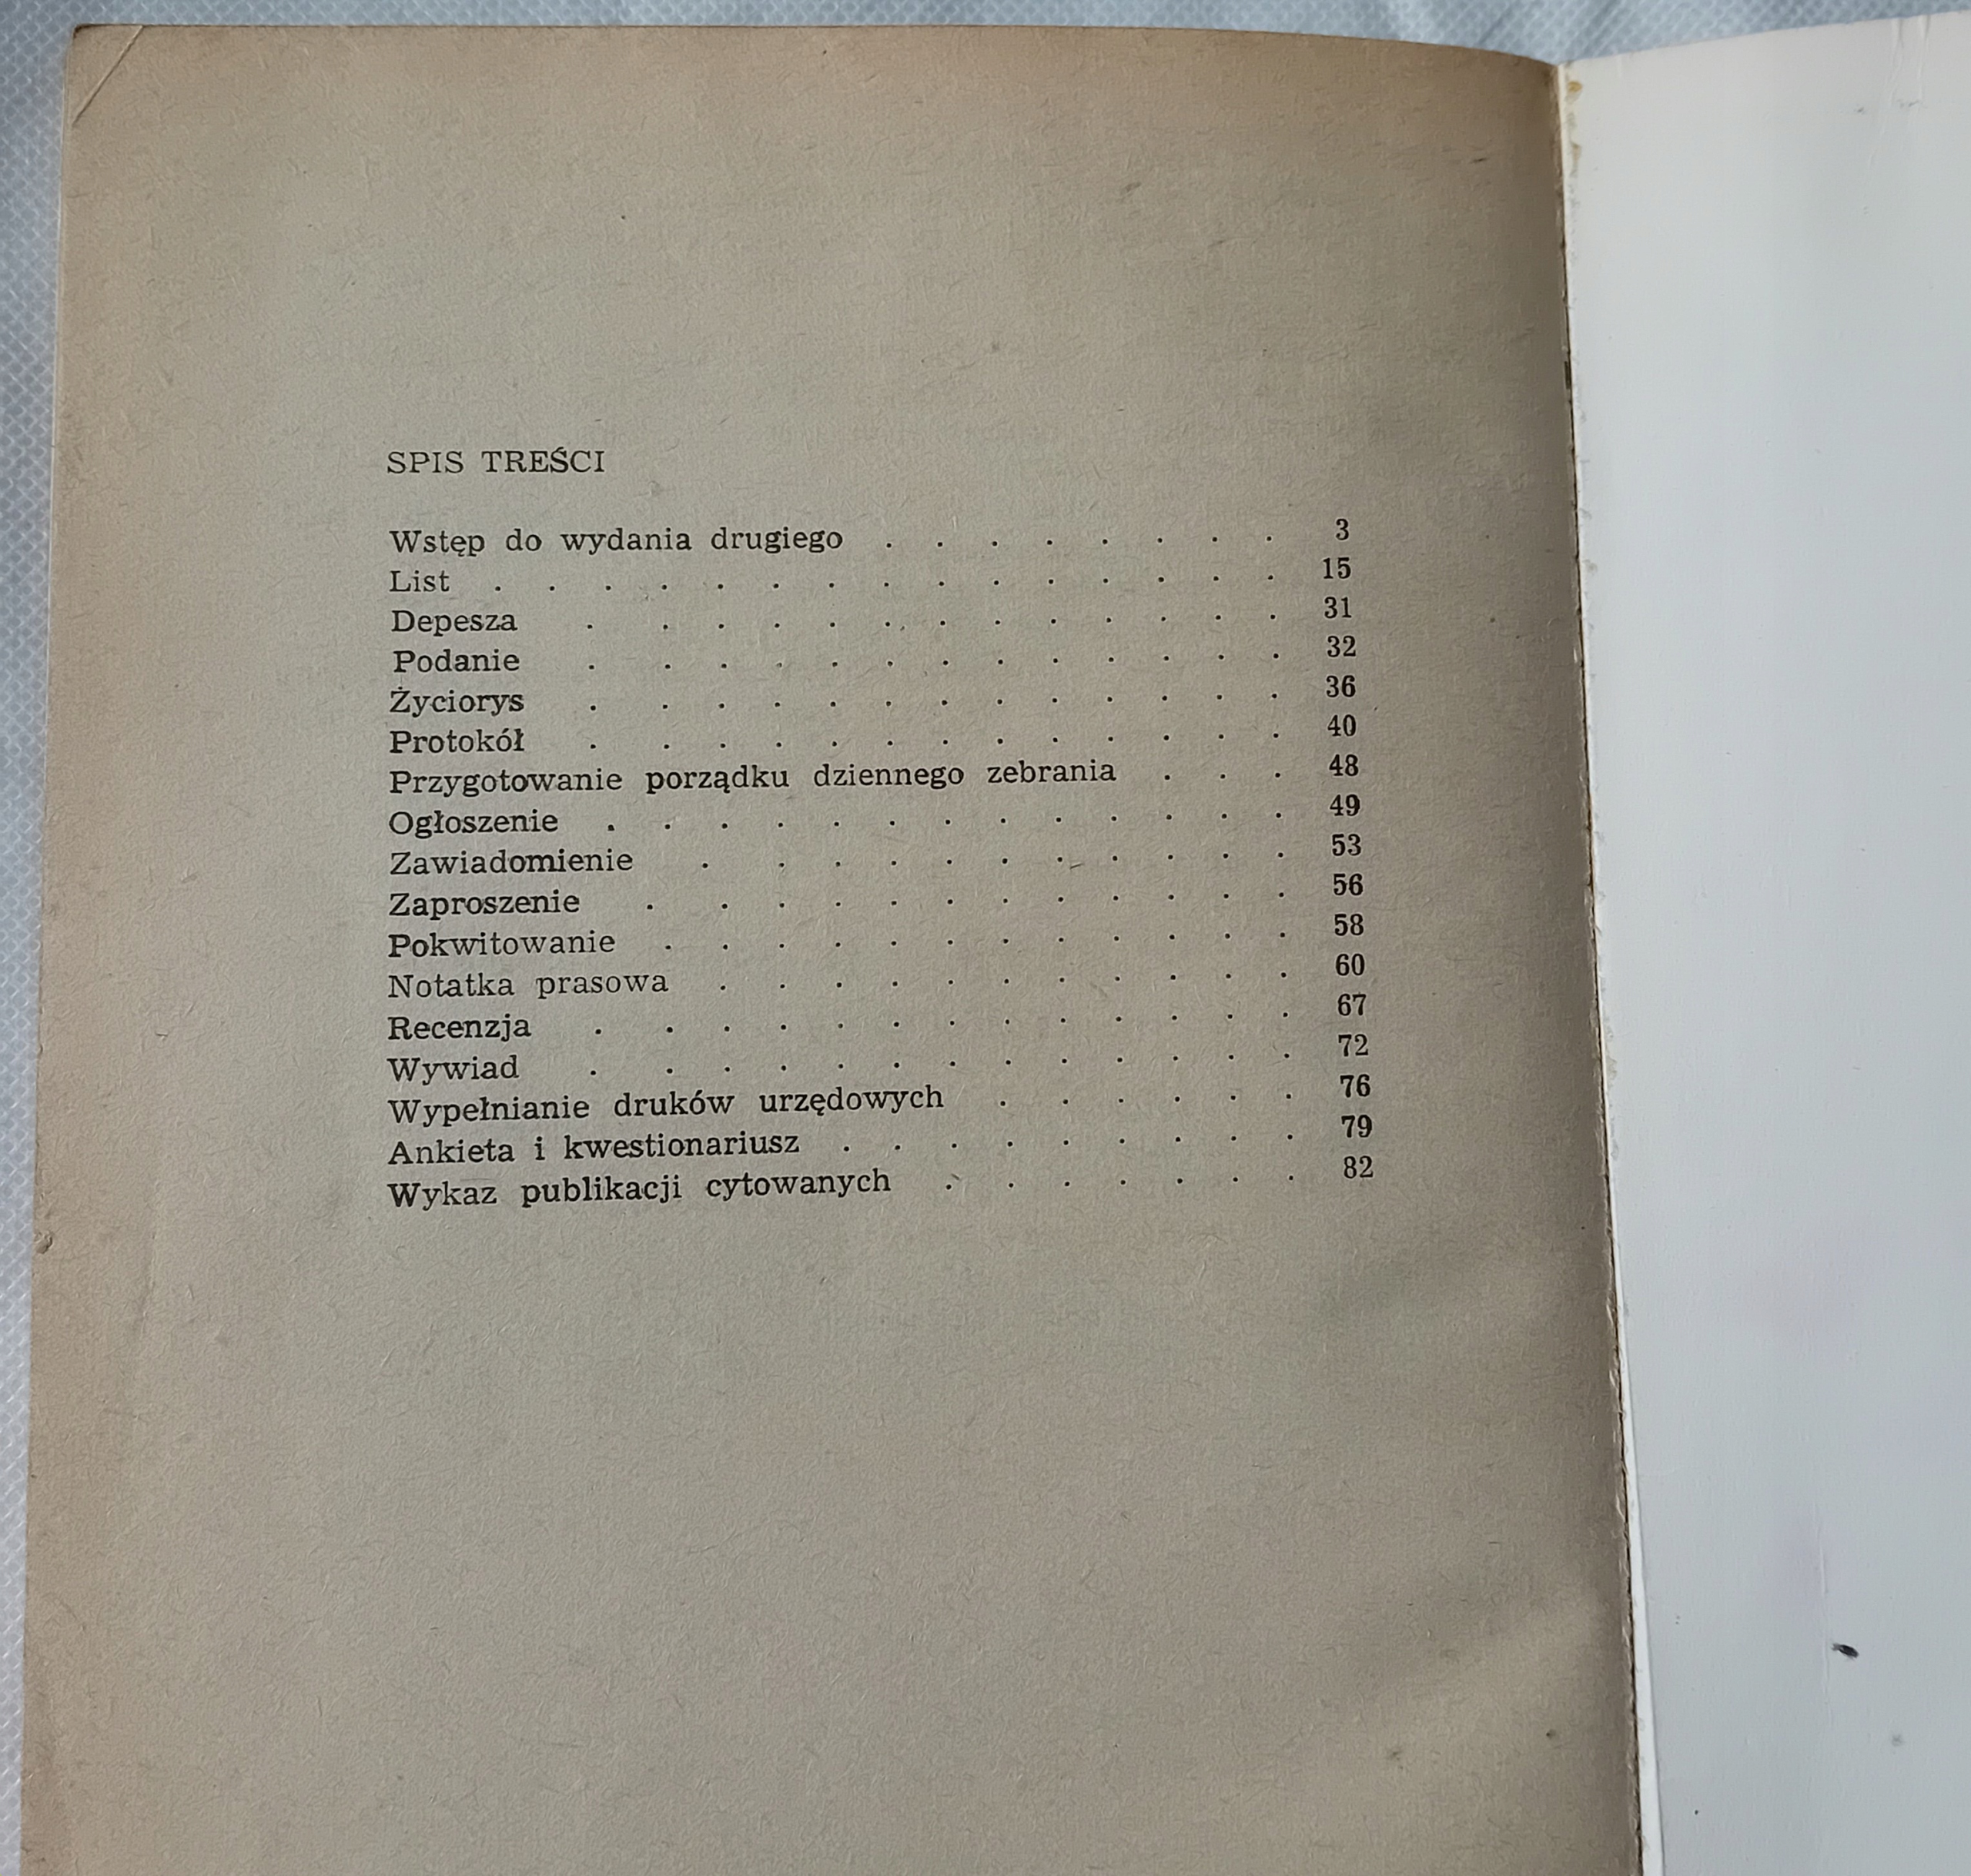 SPIS TREŚCI
Wstęp do wydania drugiego . . . . . . . . 3
List . . . . . . . . . . . . . . . 15
Depesza . . . . . . . . . . . . . 31
Podanie . . . . . . . . . . . . . 32
Życiorys . . . . . . . . . . . . . 36
Protokół . . . . . . . . . . . . . 40
Przygotowanie porządku dziennego zebrania . . . 48
Ogłoszenie . . . . . . . . . . . . . 49
Zawiadomienie . . . . . . . . . . . 53
Zaproszenie . . . . . . . . . . . . 56
Pokwitowanie . . . . . . . . . . . . 58
Notatka prasowa . . . . . . . . . . . 60
Recenzja . . . . . . . . . . . . . 67
Wywiad . . . . . . . . . . . . . 72
Wypełnianie druków urzędowych . . . . . . 76
Ankieta i kwestionariusz . . . . . . . . . 79
Wykaz publikacji cytowanych . . . . . . . 82